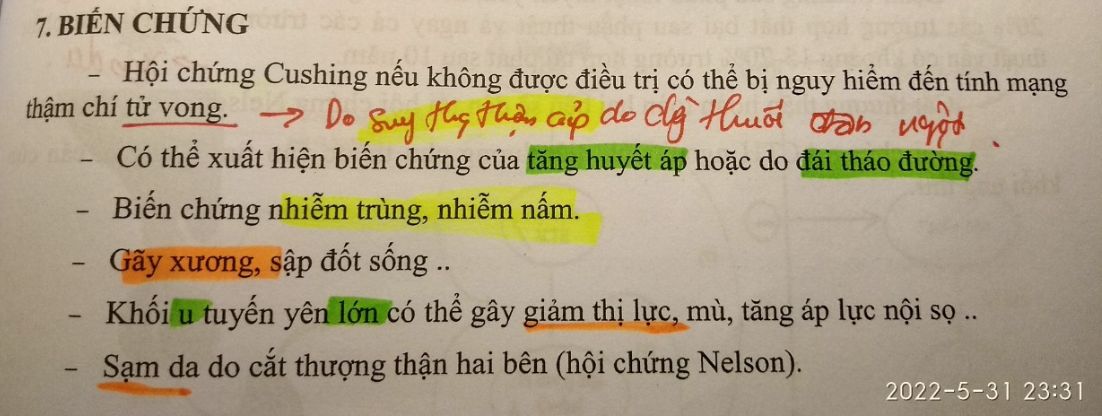 7. BIẾN CHỨNG
– Hội chứng Cushing nếu không được điều trị có thể bị nguy hiểm đến tính mạng
thậm chí tử vong. → Do suy thg thận cấp do thuốc đột ngột.
– Có thể xuất hiện biến chứng của tăng huyết áp hoặc do đái tháo đường.
– Biến chứng nhiễm trùng, nhiễm nấm.
– Gãy xương, sập đốt sống ..
– Khối u tuyến yên lớn có thể gây giảm thị lực, mù, tăng áp lực nội sọ ..
– Sạm da do cắt thượng thận hai bên (hội chứng Nelson).
2022-5-31 23:31